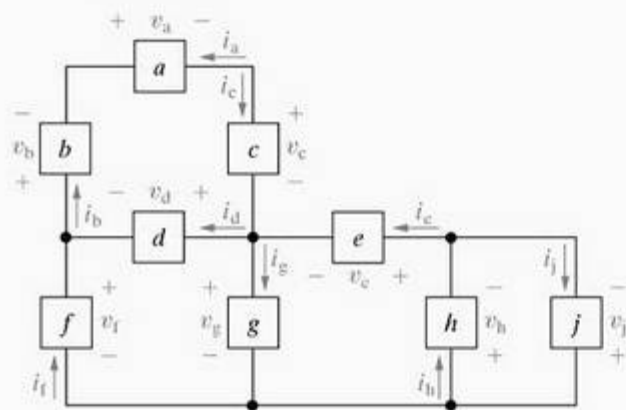 + v_a −
i_a
a
i_c
− +
v_b b c v_c
+ −
i_b − v_d + i_d i_e
d e
i_g − v_e + i_j
+ + − −
f v_f v_g g h v_h j v_j
− − + +
i_f i_h